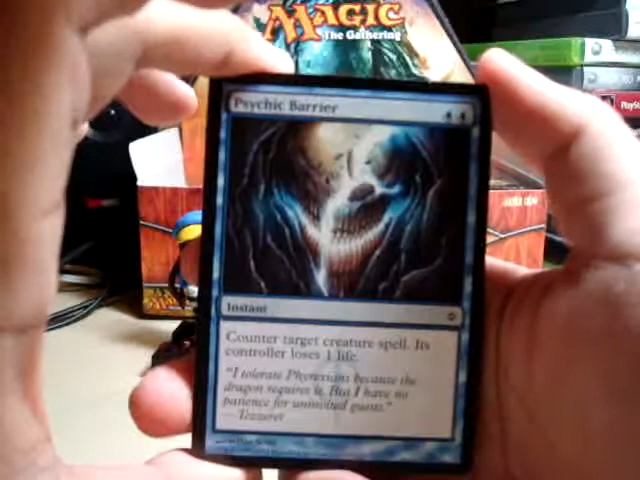 MAGIC
The Gathering
Psychic Barrier
Instant
Counter target creature spell. Its
controller loses 1 life.
"I tolerate Phyrexians because the
dragon requires it. But I have no
patience for uninvited guests."
—Tezzeret
PlaySt